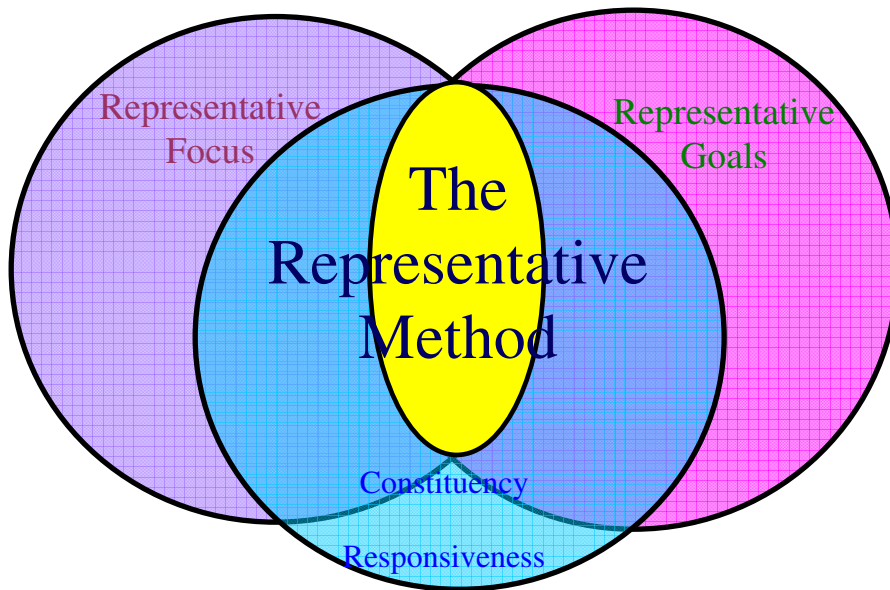 Representative
Focus
Representative
Goals
The
Representative
Method
Constituency
Responsiveness